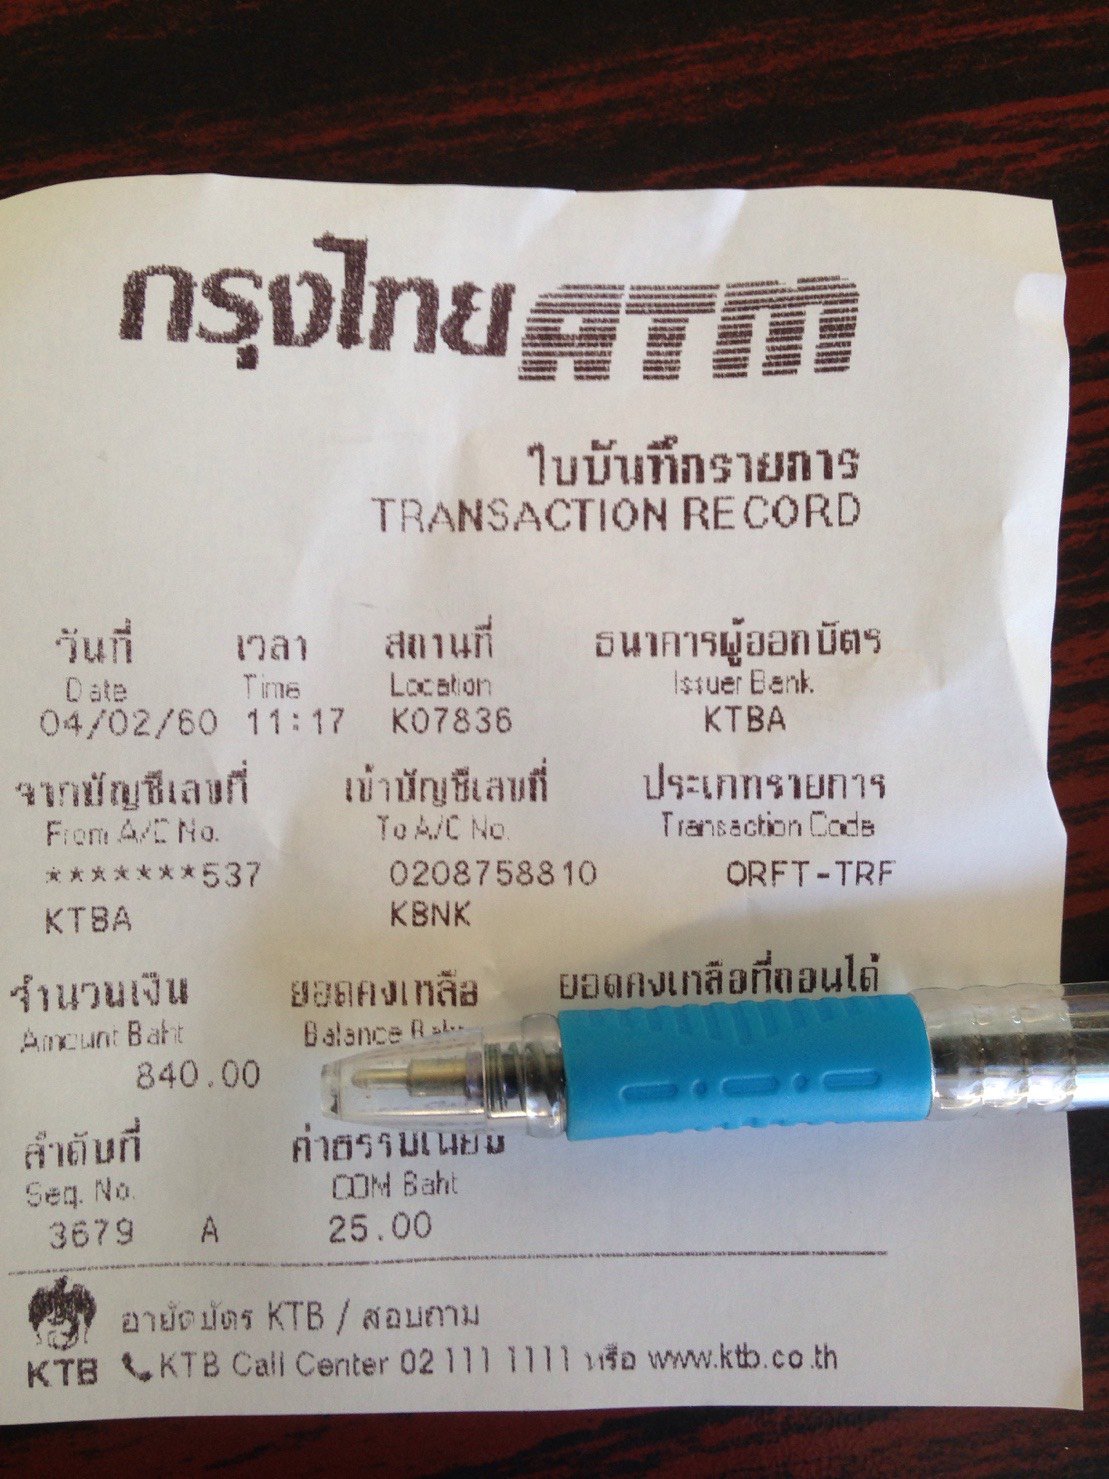 กรุงไทย ATM
ใบบันทึกรายการ
TRANSACTION RECORD
วันที่ เวลา สถานที่ ธนาคารผู้ออกบัตร
Date Time Location Issuer Bank
04/02/60 11:17 K07836 KTBA
จากบัญชีเลขที่ เข้าบัญชีเลขที่ ประเภทรายการ
From A/C No. To A/C No. Transaction Code
*******537 0208758810 ORFT-TRF
KTBA KBNK
จำนวนเงิน ยอดคงเหลือ ยอดคงเหลือที่ถอนได้
Amount Baht Balance
840.00
ลำดับที่ ค่าธรรมเนียม
Seq. No. COM Baht
3679 A 25.00
อายัดบัตร KTB / สอบถาม
KTB KTB Call Center 02 111 1111 หรือ www.ktb.co.th